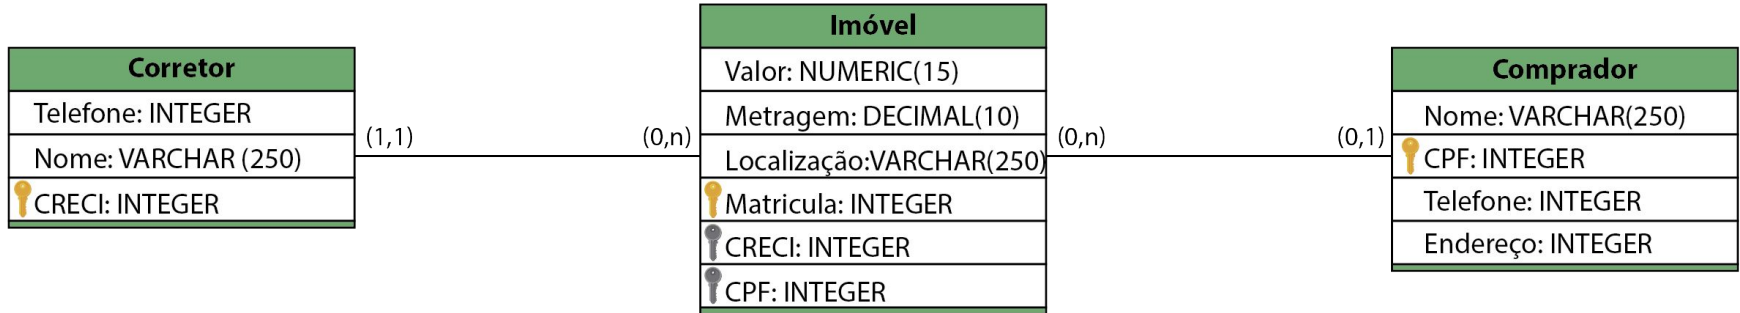 Corretor
Telefone: INTEGER
Nome: VARCHAR (250)
CRECI: INTEGER
(1,1)
(0,n)
Imóvel
Valor: NUMERIC(15)
Metragem: DECIMAL(10)
Localização:VARCHAR(250)
Matricula: INTEGER
CRECI: INTEGER
CPF: INTEGER
(0,n)
(0,1)
Comprador
Nome: VARCHAR(250)
CPF: INTEGER
Telefone: INTEGER
Endereço: INTEGER